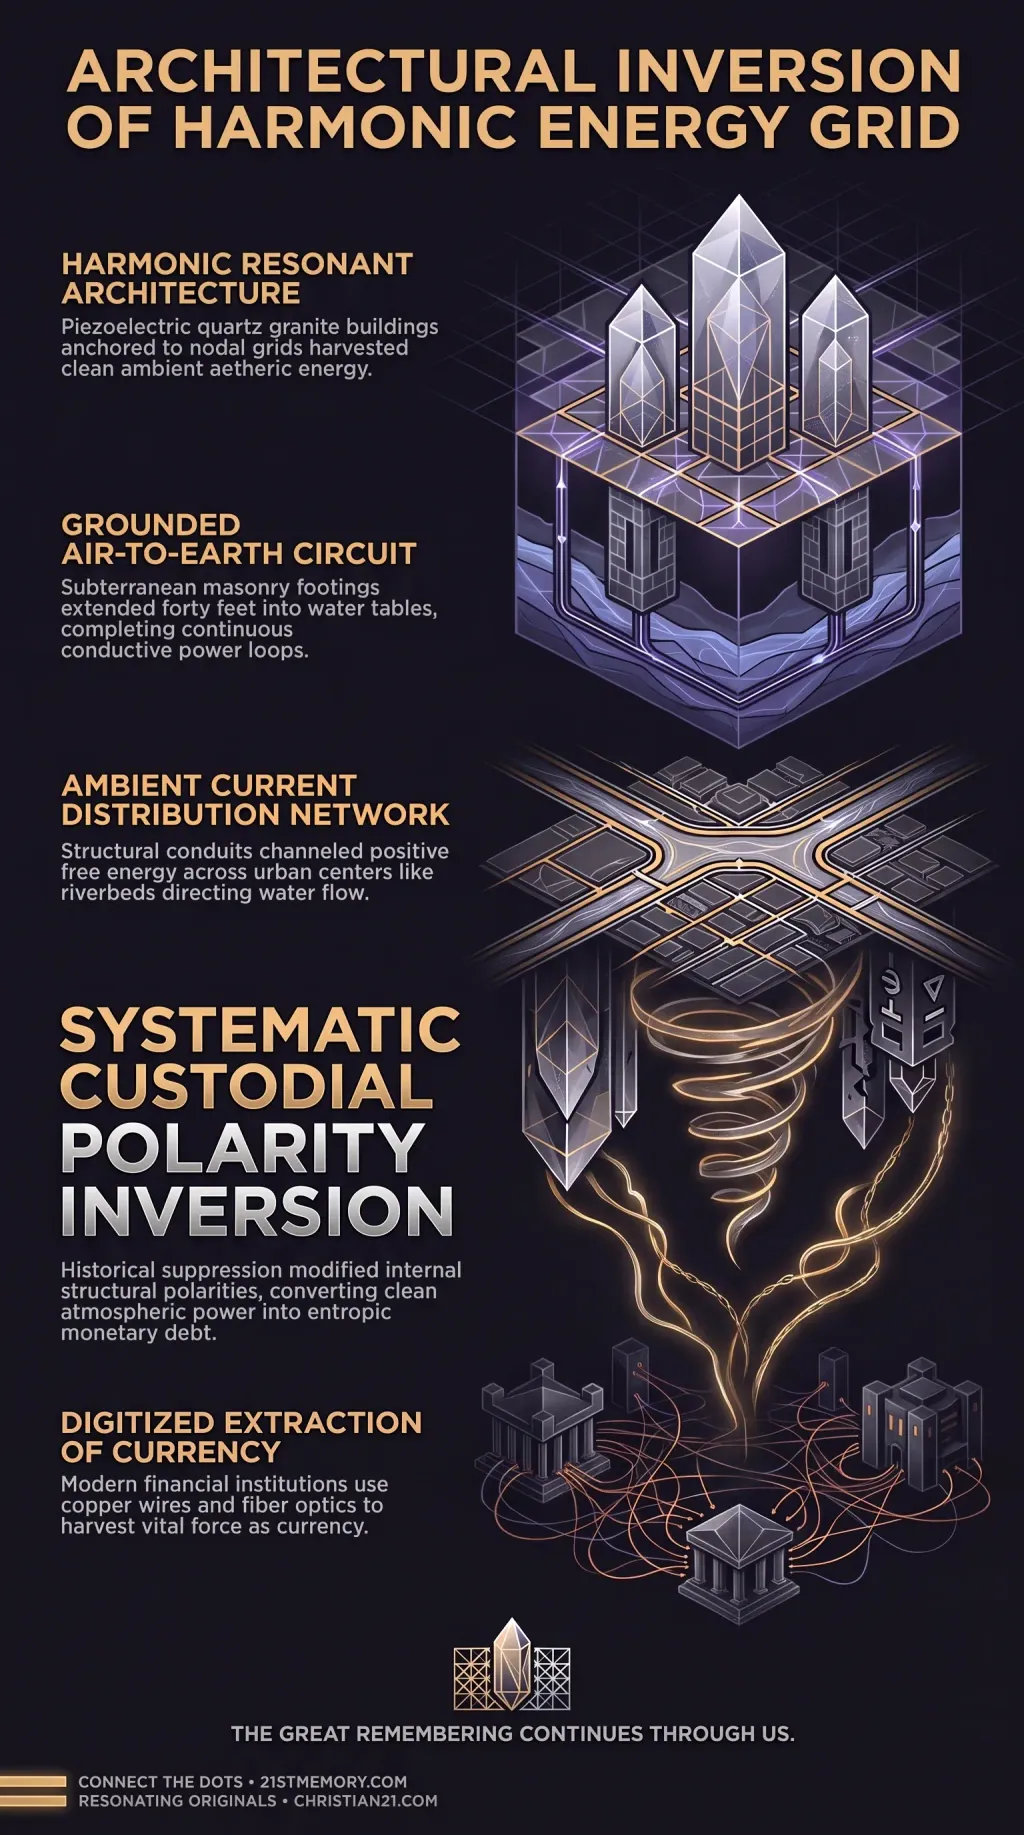 ARCHITECTURAL INVERSION
OF HARMONIC ENERGY GRID
HARMONIC RESONANT
ARCHITECTURE
Piezoelectric quartz granite buildings
anchored to nodal grids harvested
clean ambient aetheric energy.
GROUNDED
AIR-TO-EARTH CIRCUIT
Subterranean masonry footings
extended forty feet into water tables,
completing continuous
conductive power loops.
AMBIENT CURRENT
DISTRIBUTION NETWORK
Structural conduits channeled positive
free energy across urban centers like
riverbeds directing water flow.
SYSTEMATIC
CUSTODIAL
POLARITY
INVERSION
Historical suppression modified internal
structural polarities, converting clean
atmospheric power into entropic
monetary debt.
DIGITIZED EXTRACTION
OF CURRENCY
Modern financial institutions use
copper wires and fiber optics to
harvest vital force as currency.
THE GREAT REMEMBERING CONTINUES THROUGH US.
CONNECT THE DOTS • 21STMEMORY.COM
RESONATING ORIGINALS • CHRISTIAN21.COM